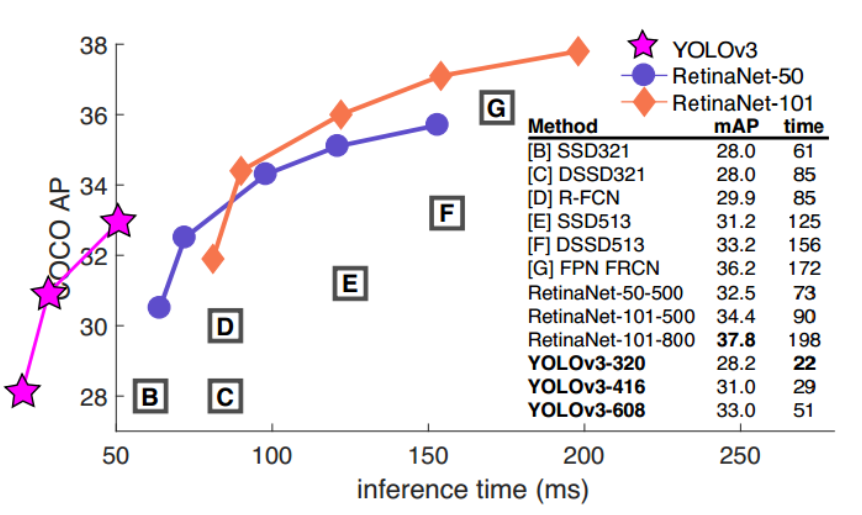 38
36
34
32
30
28
COCO AP
50
100
150
200
250
inference time (ms)
B
C
D
E
F
G
YOLOv3
RetinaNet-50
RetinaNet-101
Method mAP time
[B] SSD321 28.0 61
[C] DSSD321 28.0 85
[D] R-FCN 29.9 85
[E] SSD513 31.2 125
[F] DSSD513 33.2 156
[G] FPN FRCN 36.2 172
RetinaNet-50-500 32.5 73
RetinaNet-101-500 34.4 90
RetinaNet-101-800 37.8 198
YOLOv3-320 28.2 22
YOLOv3-416 31.0 29
YOLOv3-608 33.0 51